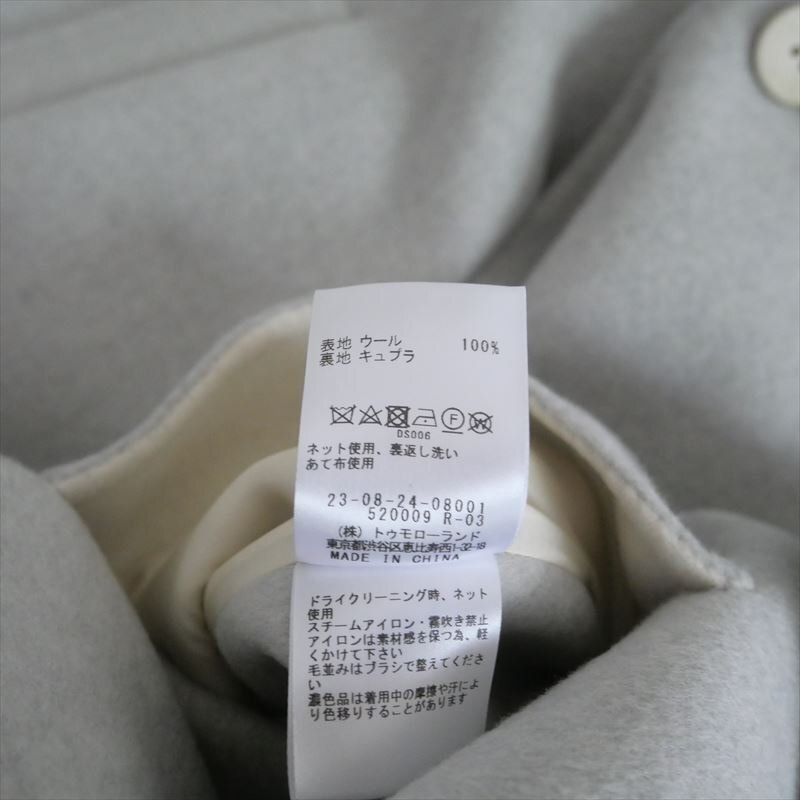 表地 ウール 100%
裏地 キュプラ
DS006
ネット使用、裏返し洗い
あて布使用
23-08-24-08001
520009 R-03
(株) トゥモローランド
東京都渋谷区恵比寿西1-32-18
MADE IN CHINA
ドライクリーニング時、ネット
使用
スチームアイロン・霧吹き禁止
アイロンは素材感を保つ為、軽
くかけて下さい
毛並みはブラシで整えてくださ
い
濃色品は着用中の摩擦や汗によ
り色移りすることがあります